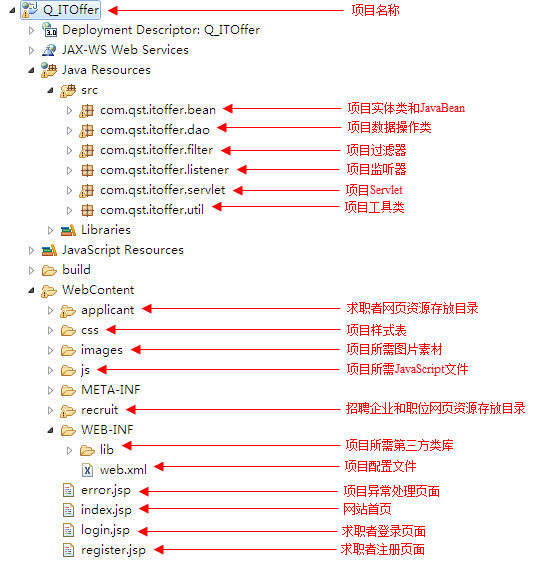 Q_ITOffer 项目名称
3.0 Deployment Descriptor: Q_ITOffer
JAX-WS Web Services
Java Resources
src
com.qst.itoffer.bean 项目实体类和JavaBean
com.qst.itoffer.dao 项目数据操作类
com.qst.itoffer.filter 项目过滤器
com.qst.itoffer.listener 项目监听器
com.qst.itoffer.servlet 项目Servlet
com.qst.itoffer.util 项目工具类
Libraries
JavaScript Resources
build
WebContent
applicant 求职者网页资源存放目录
css 项目样式表
images 项目所需图片素材
js 项目所需JavaScript文件
META-INF
recruit 招聘企业和职位网页资源存放目录
WEB-INF
lib 项目所需第三方类库
web.xml 项目配置文件
error.jsp 项目异常处理页面
index.jsp 网站首页
login.jsp 求职者登录页面
register.jsp 求职者注册页面